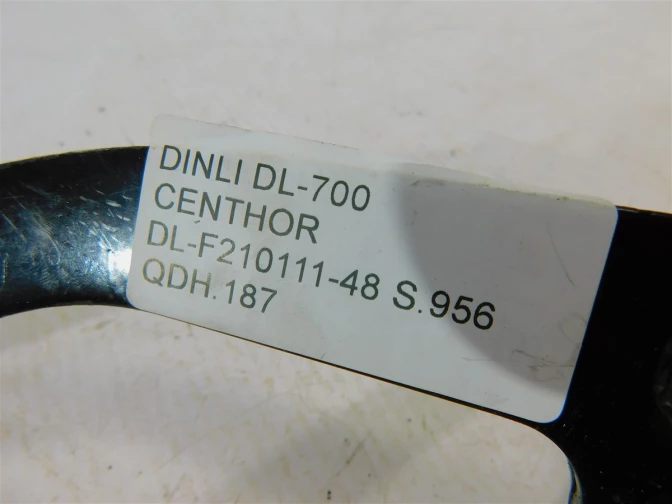 DINLI DL-700
CENTHOR
DL-F210111-48 S.956
QDH.187